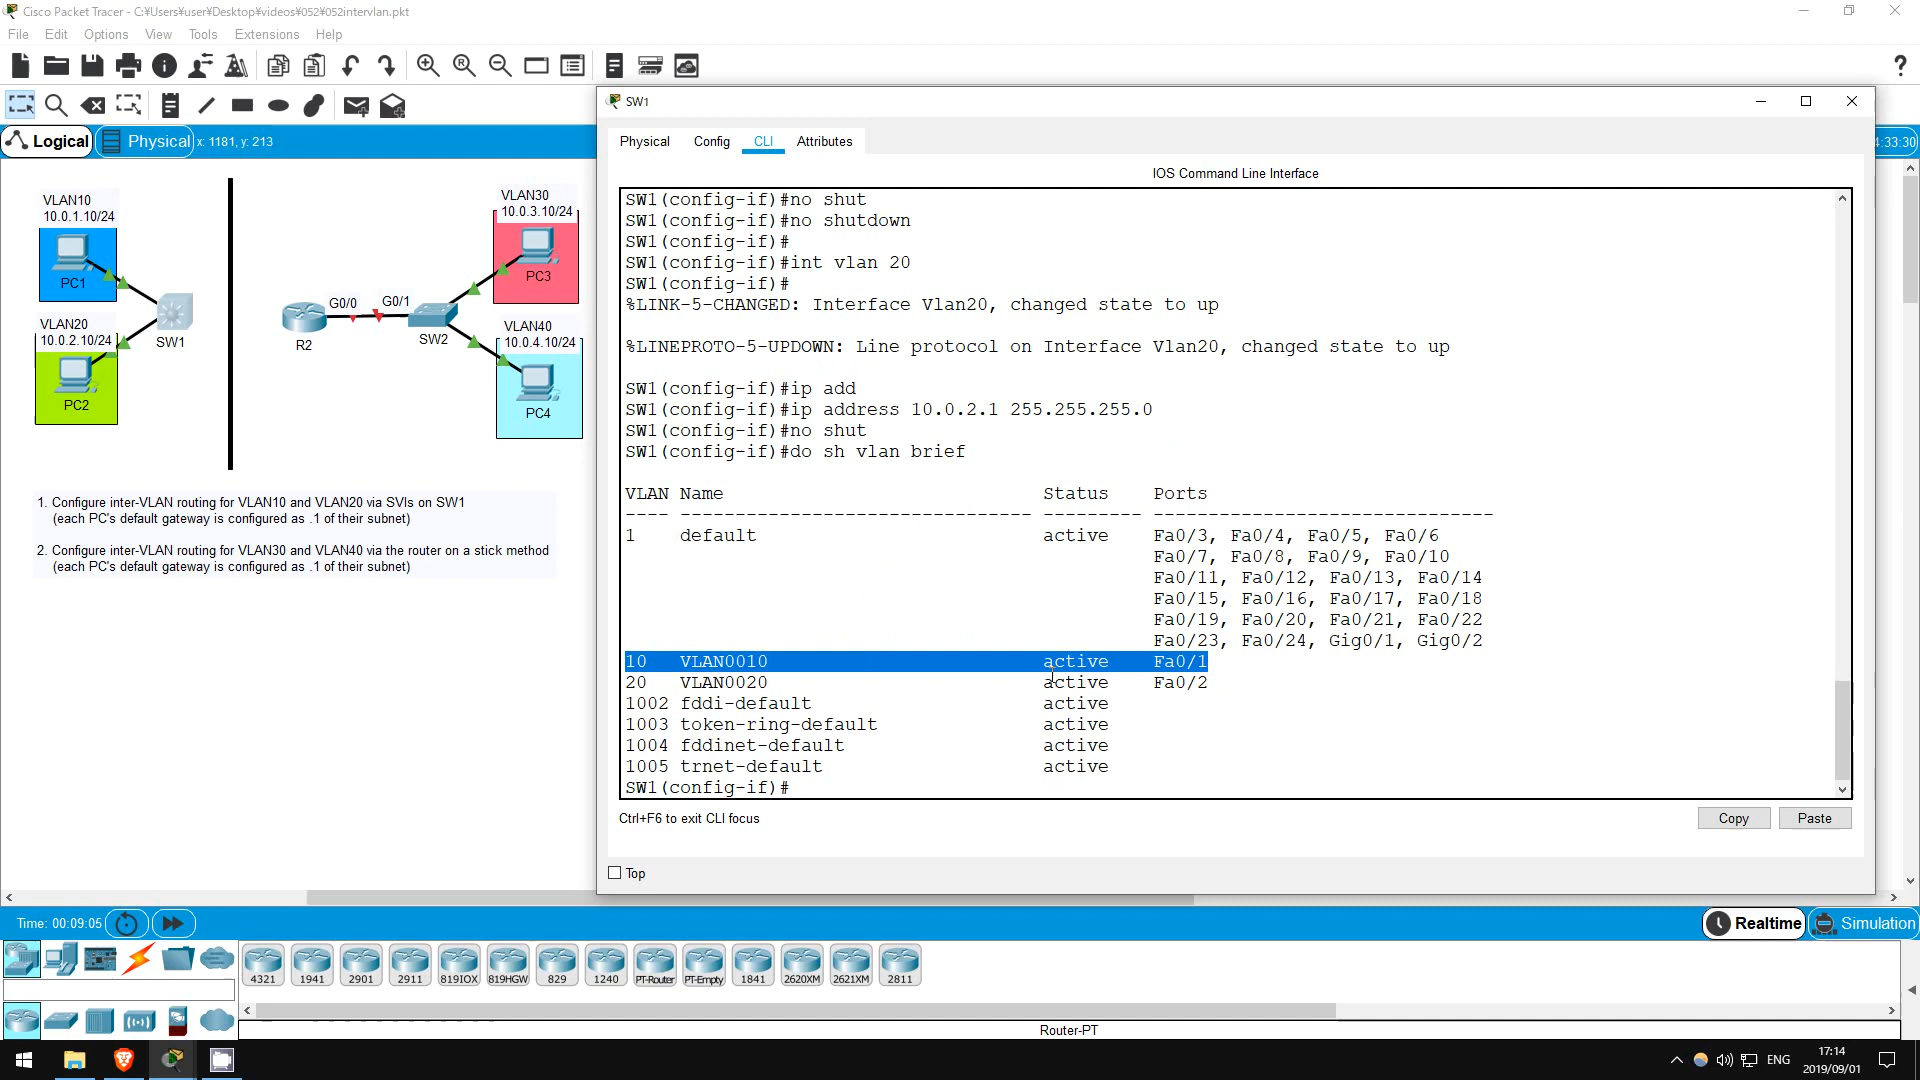 Cisco Packet Tracer - C:¥Users¥user¥Desktop¥videos¥052¥052intervlan.pkt
File Edit Options View Tools Extensions Help
Logical Physical x: 1181, y: 213
4:33:30
VLAN10
10.0.1.10/24
PC1
VLAN20
10.0.2.10/24
PC2
SW1
R2
G0/0
G0/1
SW2
VLAN30
10.0.3.10/24
PC3
VLAN40
10.0.4.10/24
PC4
1. Configure inter-VLAN routing for VLAN10 and VLAN20 via SVIs on SW1
(each PC's default gateway is configured as .1 of their subnet)
2. Configure inter-VLAN routing for VLAN30 and VLAN40 via the router on a stick method
(each PC's default gateway is configured as .1 of their subnet)
SW1
Physical Config CLI Attributes
IOS Command Line Interface
SW1(config-if)#no shut
SW1(config-if)#no shutdown
SW1(config-if)#
SW1(config-if)#int vlan 20
SW1(config-if)#
%LINK-5-CHANGED: Interface Vlan20, changed state to up
%LINEPROTO-5-UPDOWN: Line protocol on Interface Vlan20, changed state to up
SW1(config-if)#ip add
SW1(config-if)#ip address 10.0.2.1 255.255.255.0
SW1(config-if)#no shut
SW1(config-if)#do sh vlan brief
VLAN Name Status Ports
---- -------------------------------- --------- -------------------------------
1 default active Fa0/3, Fa0/4, Fa0/5, Fa0/6
Fa0/7, Fa0/8, Fa0/9, Fa0/10
Fa0/11, Fa0/12, Fa0/13, Fa0/14
Fa0/15, Fa0/16, Fa0/17, Fa0/18
Fa0/19, Fa0/20, Fa0/21, Fa0/22
Fa0/23, Fa0/24, Gig0/1, Gig0/2
10 VLAN0010 active Fa0/1
20 VLAN0020 active Fa0/2
1002 fddi-default active
1003 token-ring-default active
1004 fddinet-default active
1005 trnet-default active
SW1(config-if)#
Ctrl+F6 to exit CLI focus
Copy Paste
Top
Time: 00:09:05
Realtime Simulation
4321 1941 2901 2911 819IOX 819HGW 829 1240 PT-Router PT-Empty 1841 2620XM 2621XM 2811
Router-PT
ENG
17:14
2019/09/01